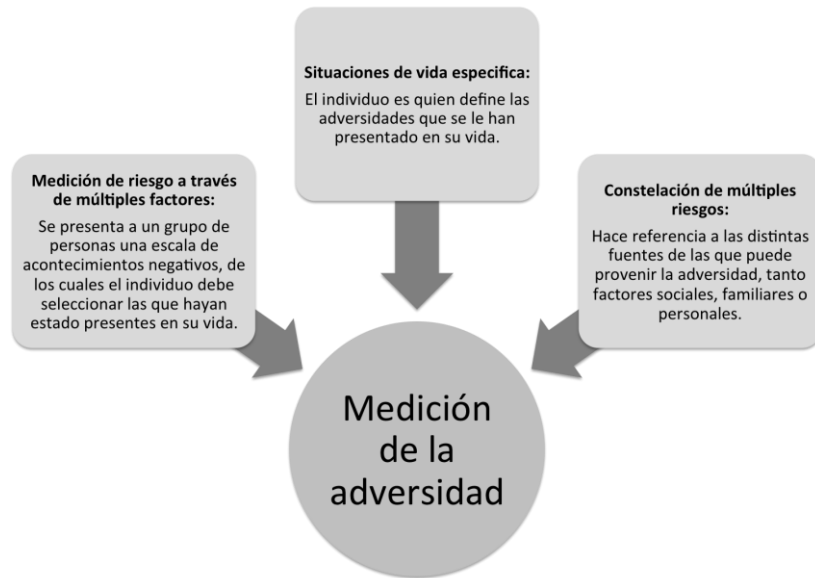 Situaciones de vida especifica:
El individuo es quien define las
adversidades que se le han
presentado en su vida.
Medición de riesgo a través
de múltiples factores:
Se presenta a un grupo de
personas una escala de
acontecimientos negativos, de
los cuales el individuo debe
seleccionar las que hayan
estado presentes en su vida.
Constelación de múltiples
riesgos:
Hace referencia a las distintas
fuentes de las que puede
provenir la adversidad, tanto
factores sociales, familiares o
personales.
Medición
de la
adversidad